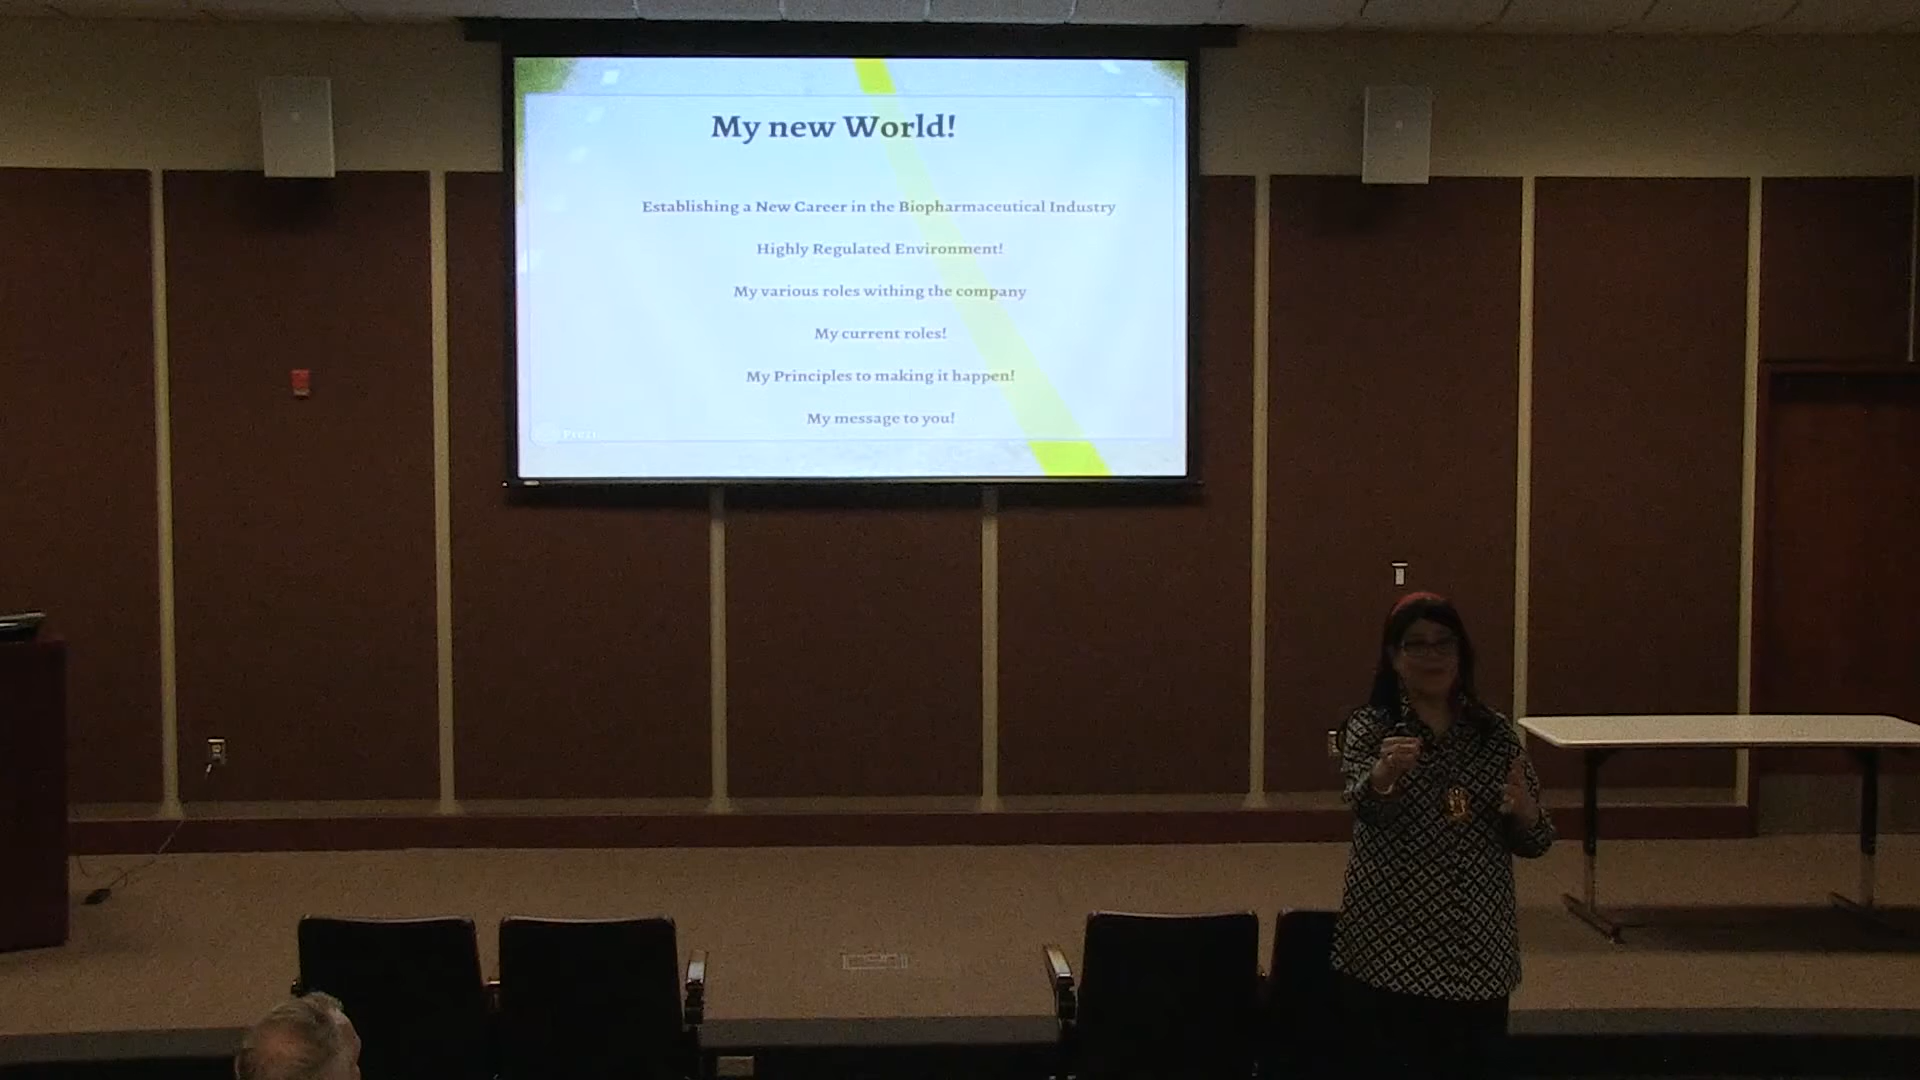 My new World!
Establishing a New Career in the Biopharmaceutical Industry
Highly Regulated Environment!
My various roles withing the company
My current roles!
My Principles to making it happen!
My message to you!
Prezi